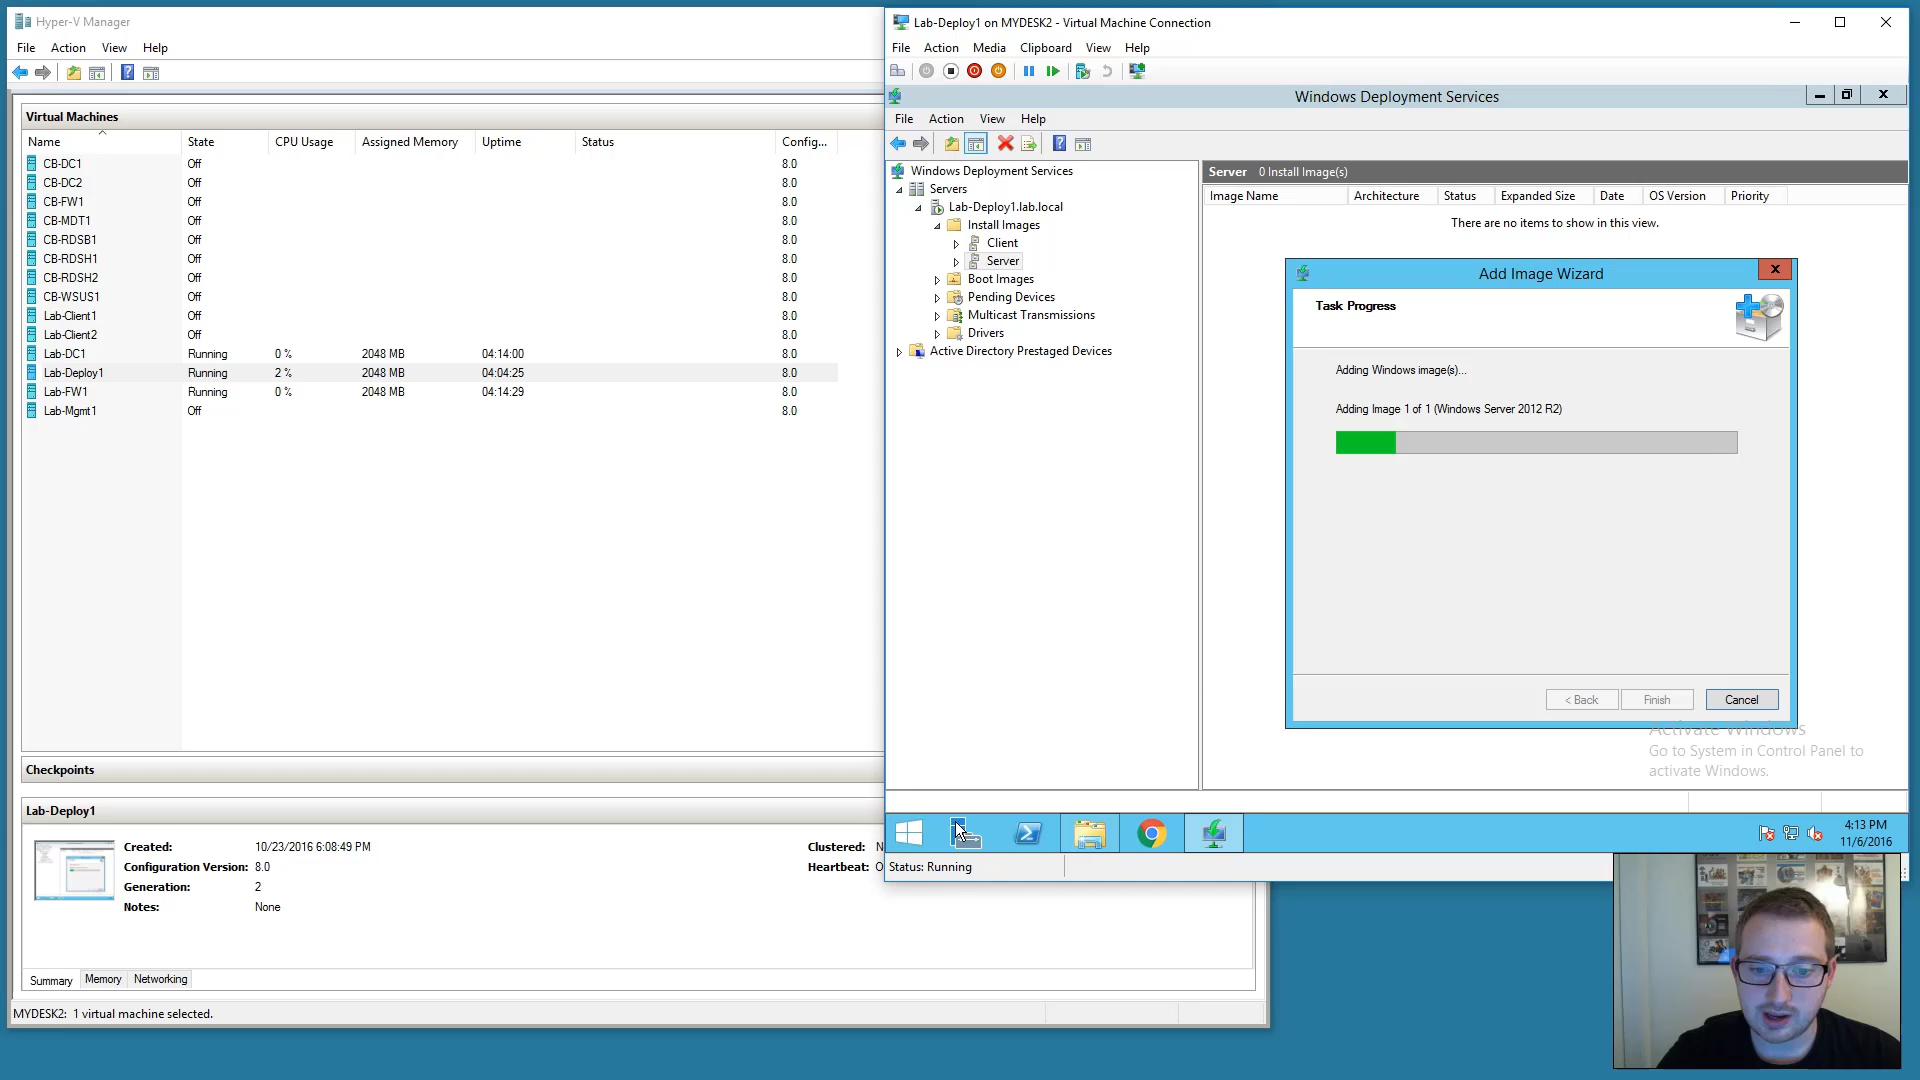 Hyper-V Manager
File Action View Help
Virtual Machines
Name State CPU Usage Assigned Memory Uptime Status Config...
CB-DC1 Off 8.0
CB-DC2 Off 8.0
CB-FW1 Off 8.0
CB-MDT1 Off 8.0
CB-RDSB1 Off 8.0
CB-RDSH1 Off 8.0
CB-RDSH2 Off 8.0
CB-WSUS1 Off 8.0
Lab-Client1 Off 8.0
Lab-Client2 Off 8.0
Lab-DC1 Running 0 % 2048 MB 04:14:00 8.0
Lab-Deploy1 Running 2 % 2048 MB 04:04:25 8.0
Lab-FW1 Running 0 % 2048 MB 04:14:29 8.0
Lab-Mgmt1 Off 8.0
Checkpoints
Lab-Deploy1
Created: 10/23/2016 6:08:49 PM Clustered: N
Configuration Version: 8.0 Heartbeat: O
Generation: 2
Notes: None
Summary Memory Networking
MYDESK2: 1 virtual machine selected.
Lab-Deploy1 on MYDESK2 - Virtual Machine Connection
File Action Media Clipboard View Help
Windows Deployment Services
File Action View Help
Windows Deployment Services
Servers
Lab-Deploy1.lab.local
Install Images
Client
Server
Boot Images
Pending Devices
Multicast Transmissions
Drivers
Active Directory Prestaged Devices
Server 0 Install Image(s)
Image Name Architecture Status Expanded Size Date OS Version Priority
There are no items to show in this view.
Add Image Wizard
Task Progress
Adding Windows image(s)...
Adding Image 1 of 1 (Windows Server 2012 R2)
< Back Finish Cancel
Activate Windows
Go to System in Control Panel to
activate Windows.
4:13 PM
11/6/2016
Status: Running